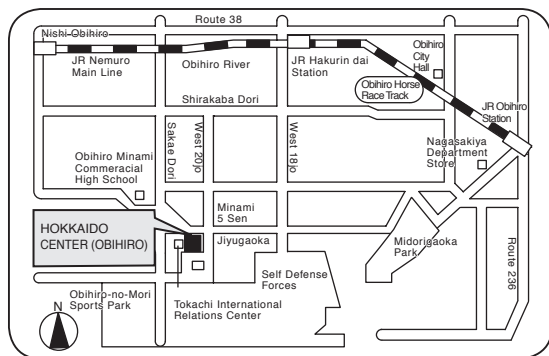 Route 38
Nishi-Obihiro
JR Nemuro
Main Line
Obihiro River
JR Hakurin dai
Station
Obihiro
City
Hall
Obihiro Horse
Race Track
JR Obihiro
Station
Shirakaba Dori
Sakae Dori
West 20jo
West 18jo
Nagasakiya
Department
Store
Obihiro Minami
Commeracial
High School
Minami
5 Sen
HOKKAIDO
CENTER (OBIHIRO)
Jiyugaoka
Midorigaoka
Park
Route 236
Self Defense
Forces
Obihiro-no-Mori
Sports Park
Tokachi International
Relations Center
N